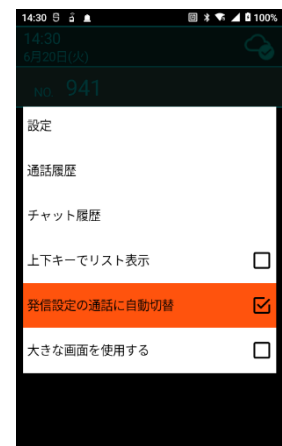 14:30
100%
14:30
6月20日(火)
NO 941
設定
通話履歴
チャット履歴
上下キーでリスト表示
発信設定の通話に自動切替
大きな画面を使用する